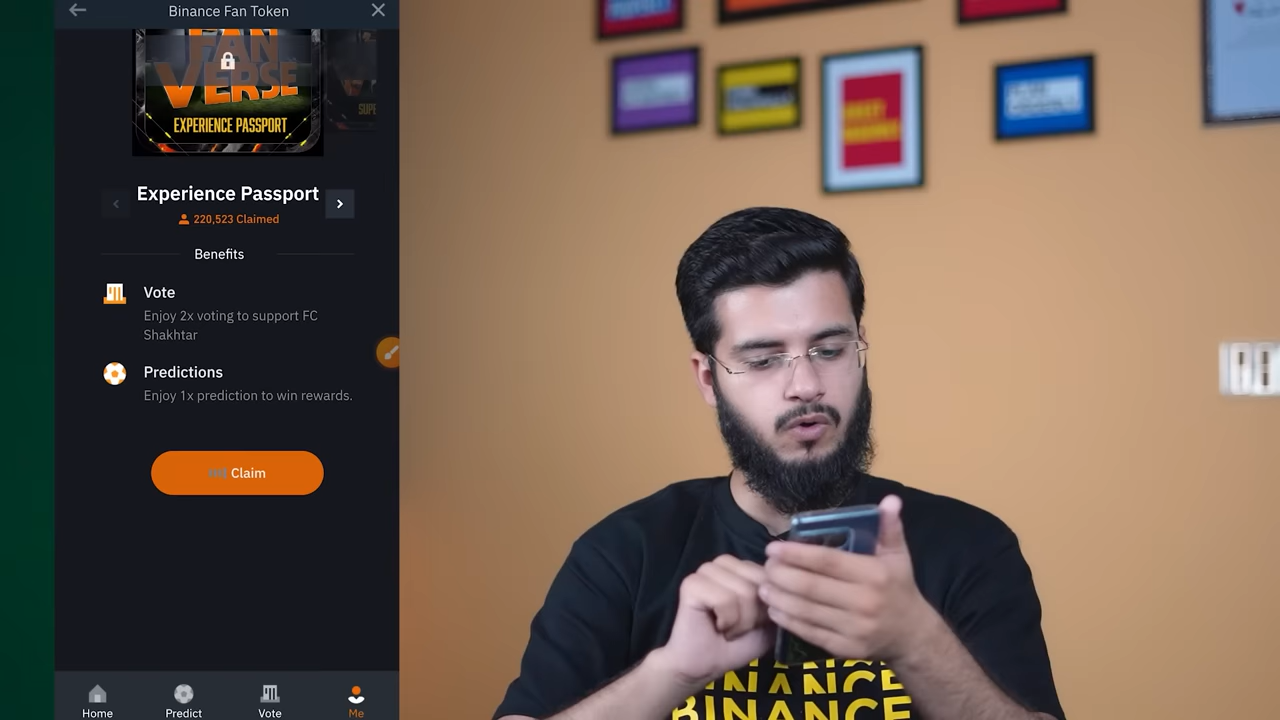 Binance Fan Token
FAN
VERSE
EXPERIENCE PASSPORT
SUPE
Experience Passport
220,523 Claimed
Benefits
Vote
Enjoy 2x voting to support FC
Shakhtar
Predictions
Enjoy 1x prediction to win rewards.
Claim
Home
Predict
Vote
Me
BINANCE
BINANCE